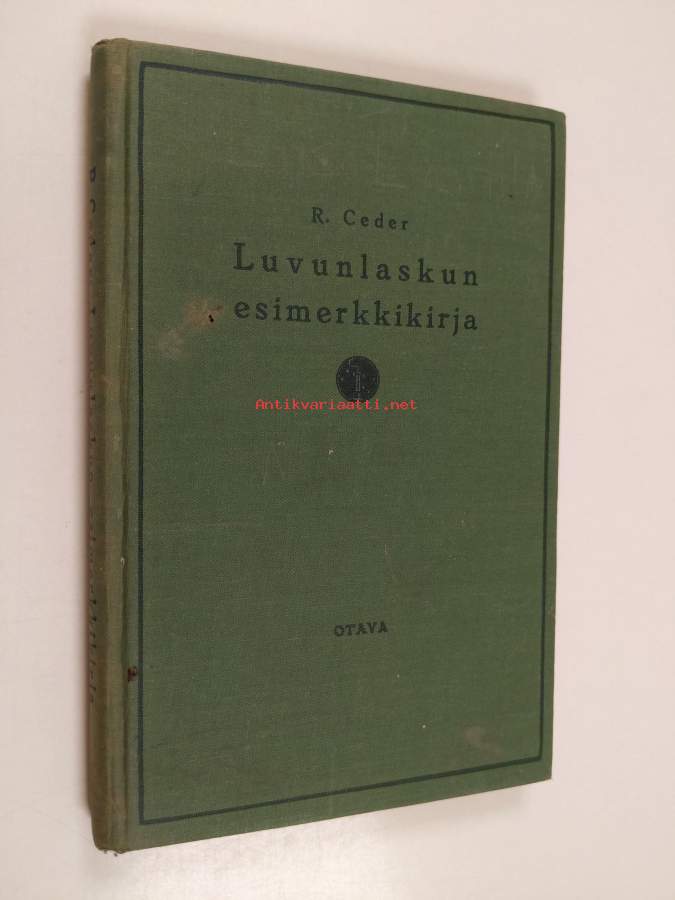 R. Ceder
Luvunlaskun
esimerkkikirja
1
Antikvariaatti.net
OTAVA